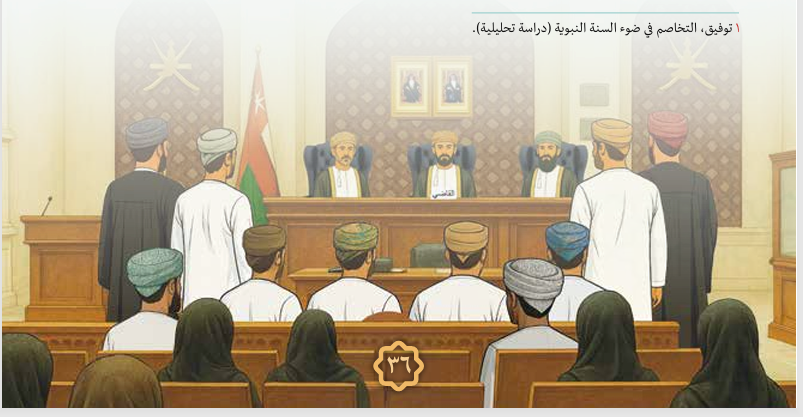 ١ توفيق، التخاصم في ضوء السنة النبوية (دراسة تحليلية).
القاضي
٣٦